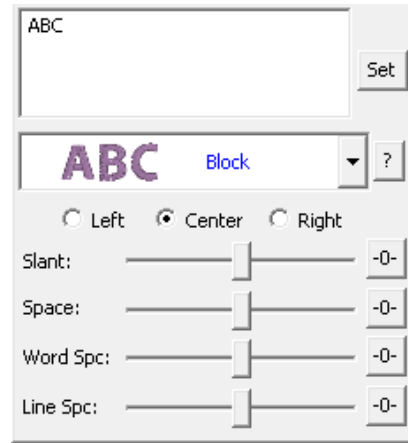 ABC
Set
ABC Block ?
Left Center Right
Slant: -0-
Space: -0-
Word Spc: -0-
Line Spc: -0-